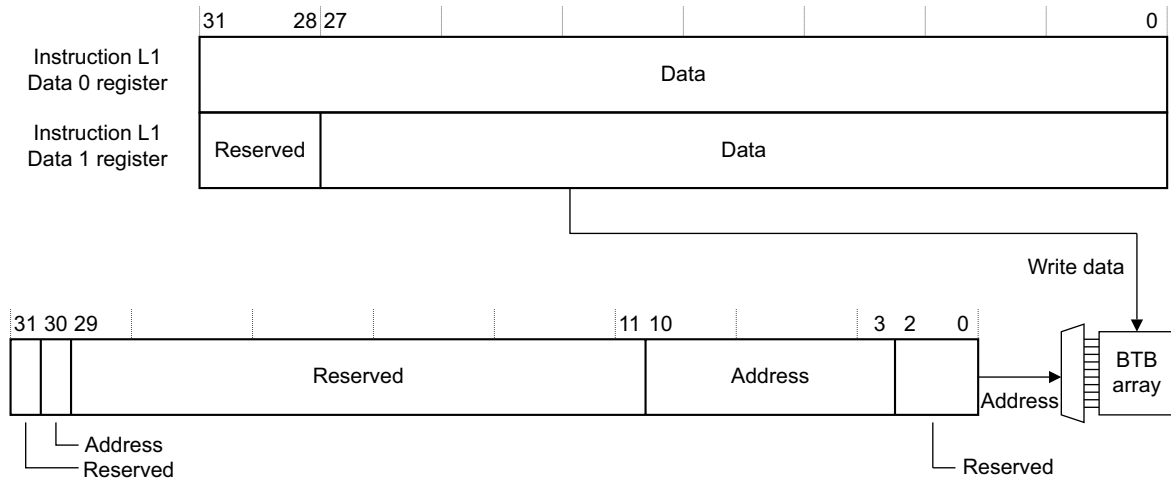 31 28 27 0
Instruction L1
Data 0 register
Data
Instruction L1
Data 1 register
Reserved
Data
Write data
31 30 29 11 10 3 2 0
Reserved
Address
Address
BTB
array
Address
Reserved
Reserved